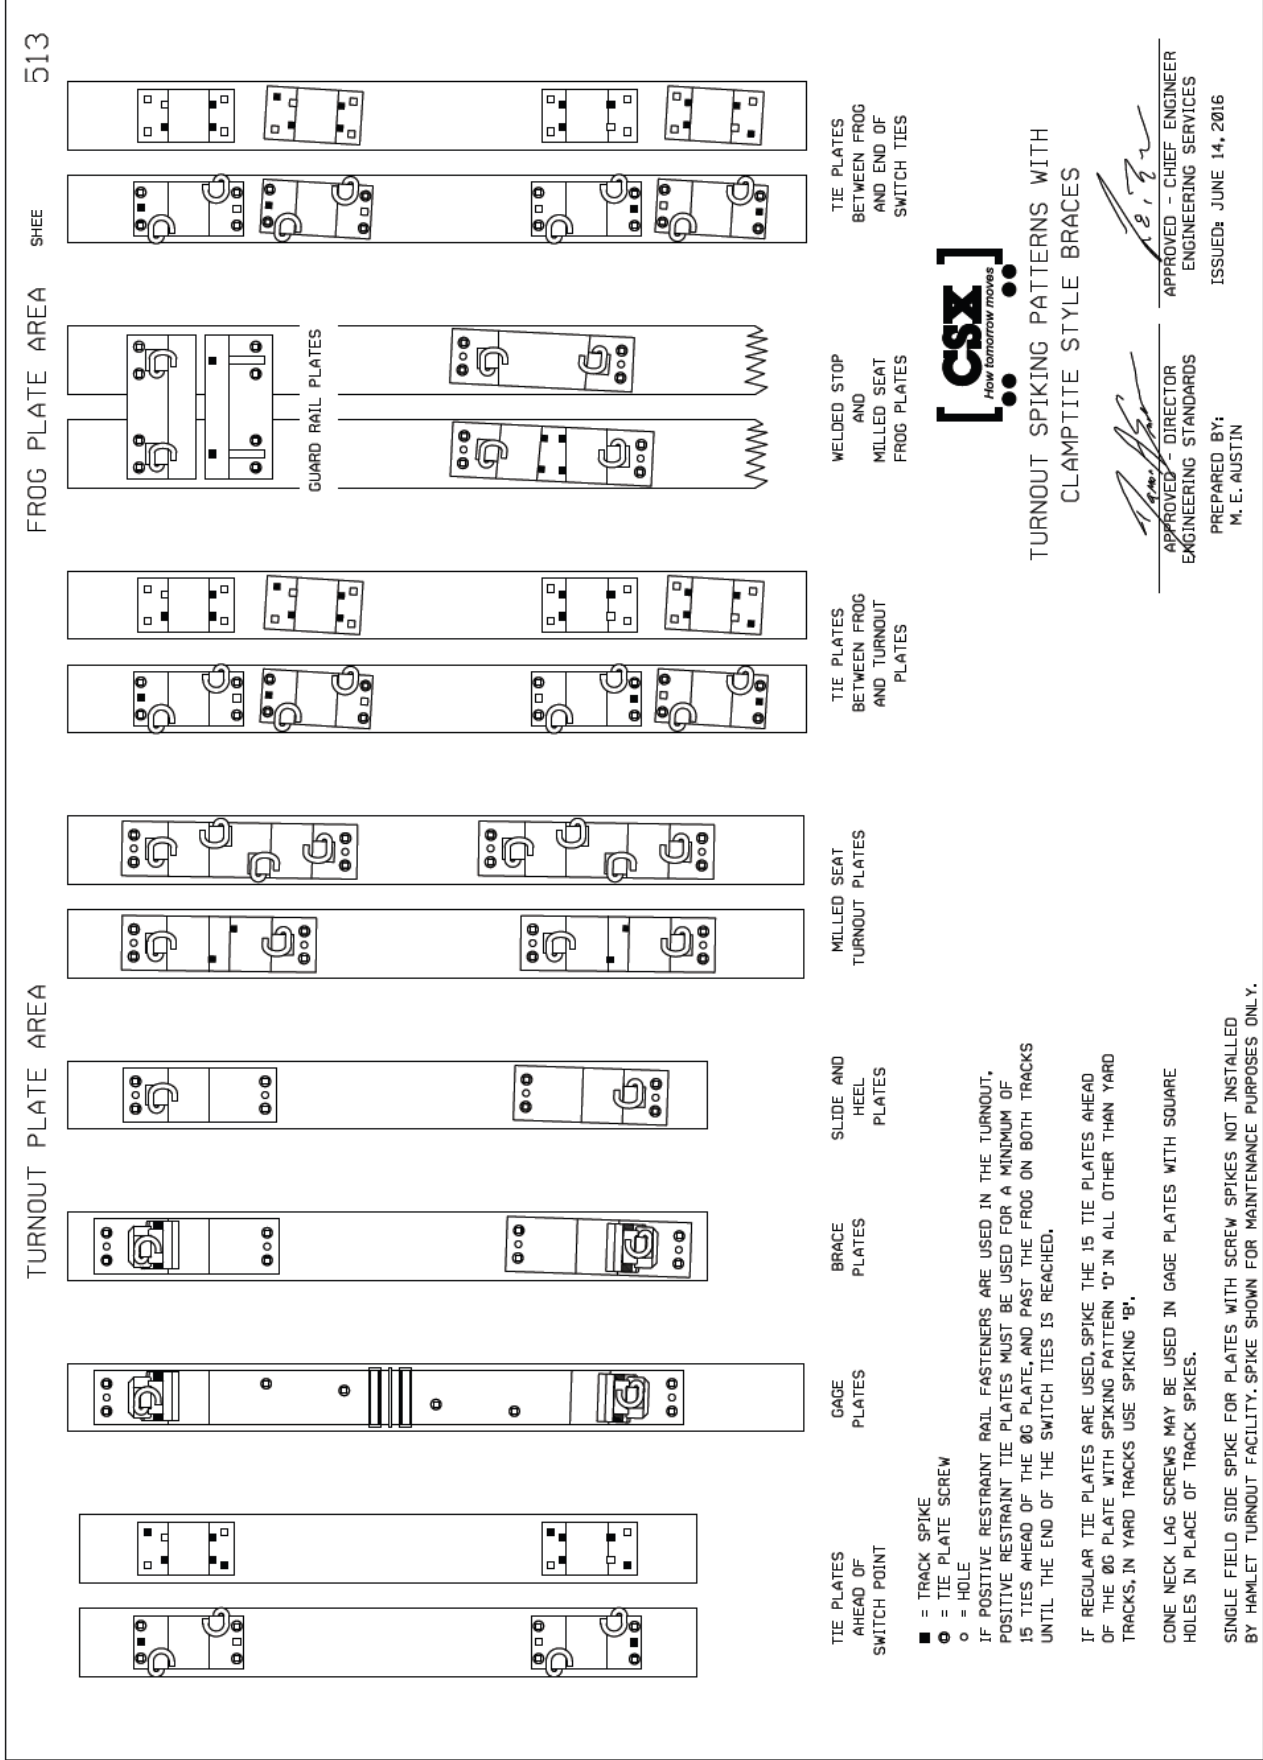 TURNOUT PLATE AREA
FROG PLATE AREA
SHEE
513
GUARD RAIL PLATES
TIE PLATES
AHEAD OF
SWITCH POINT
GAGE
PLATES
BRACE
PLATES
SLIDE AND
HEEL
PLATES
MILLED SEAT
TURNOUT PLATES
TIE PLATES
BETWEEN FROG
AND TURNOUT
PLATES
WELDED STOP
AND
MILLED SEAT
FROG PLATES
TIE PLATES
BETWEEN FROG
AND END OF
SWITCH TIES
= TRACK SPIKE
= TIE PLATE SCREW
= HOLE
IF POSITIVE RESTRAINT RAIL FASTENERS ARE USED IN THE TURNOUT,
POSITIVE RESTRAINT TIE PLATES MUST BE USED FOR A MINIMUM OF
15 TIES AHEAD OF THE 0G PLATE, AND PAST THE FROG ON BOTH TRACKS
UNTIL THE END OF THE SWITCH TIES IS REACHED.
IF REGULAR TIE PLATES ARE USED, SPIKE THE 15 TIE PLATES AHEAD
OF THE 0G PLATE WITH SPIKING PATTERN 'D' IN ALL OTHER THAN YARD
TRACKS, IN YARD TRACKS USE SPIKING 'B'.
CONE NECK LAG SCREWS MAY BE USED IN GAGE PLATES WITH SQUARE
HOLES IN PLACE OF TRACK SPIKES.
SINGLE FIELD SIDE SPIKE FOR PLATES WITH SCREW SPIKES NOT INSTALLED
BY HAMLET TURNOUT FACILITY. SPIKE SHOWN FOR MAINTENANCE PURPOSES ONLY.
[CSX]
How tomorrow moves
TURNOUT SPIKING PATTERNS WITH
CLAMPTITE STYLE BRACES
APPROVED - DIRECTOR
ENGINEERING STANDARDS
PREPARED BY:
M. E. AUSTIN
APPROVED - CHIEF ENGINEER
ENGINEERING SERVICES
ISSUED: JUNE 14, 2016